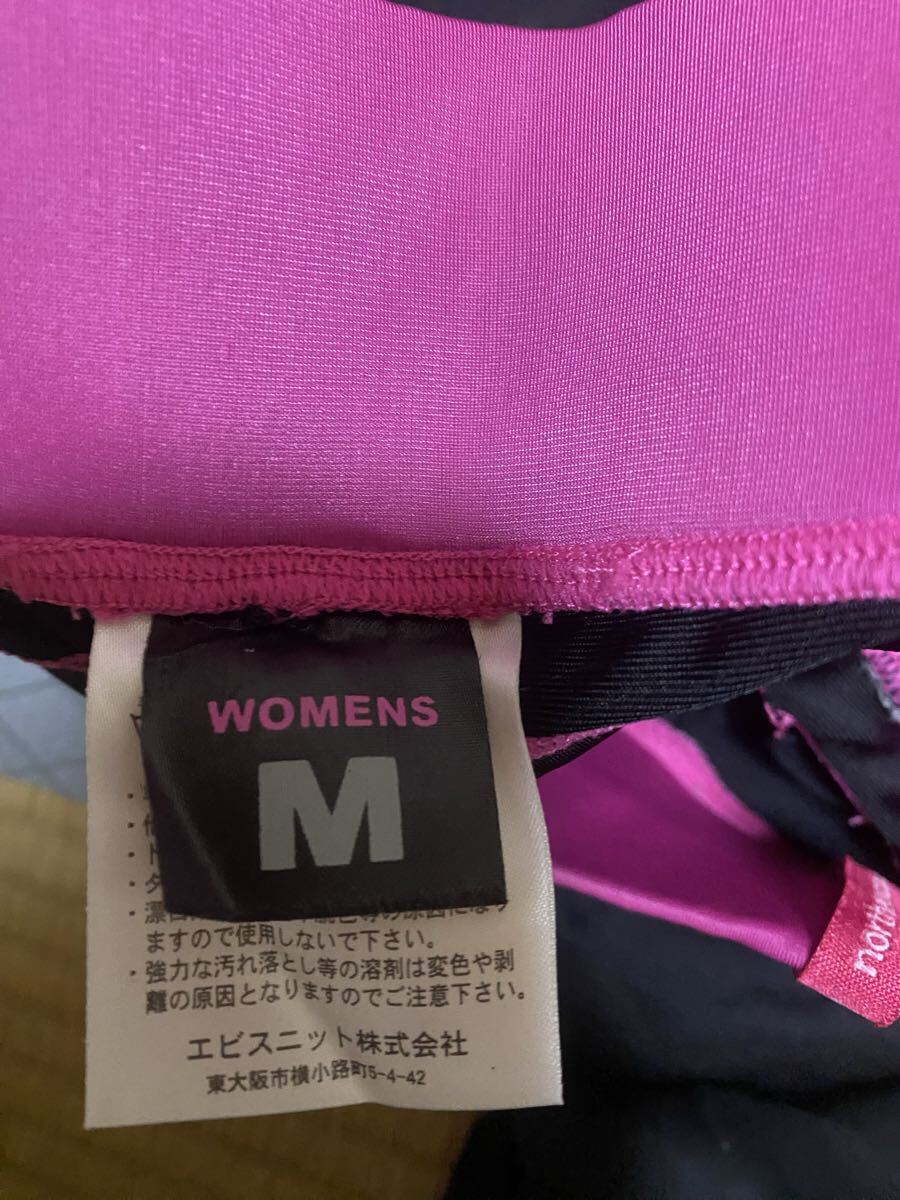 WOMENS
M
ますので使用しないで下さい。
・強力な汚れ落とし等の溶剤は変色や剥
離の原因となりますのでご注意下さい。
エビスニット株式会社
東大阪市横小路町5-4-42